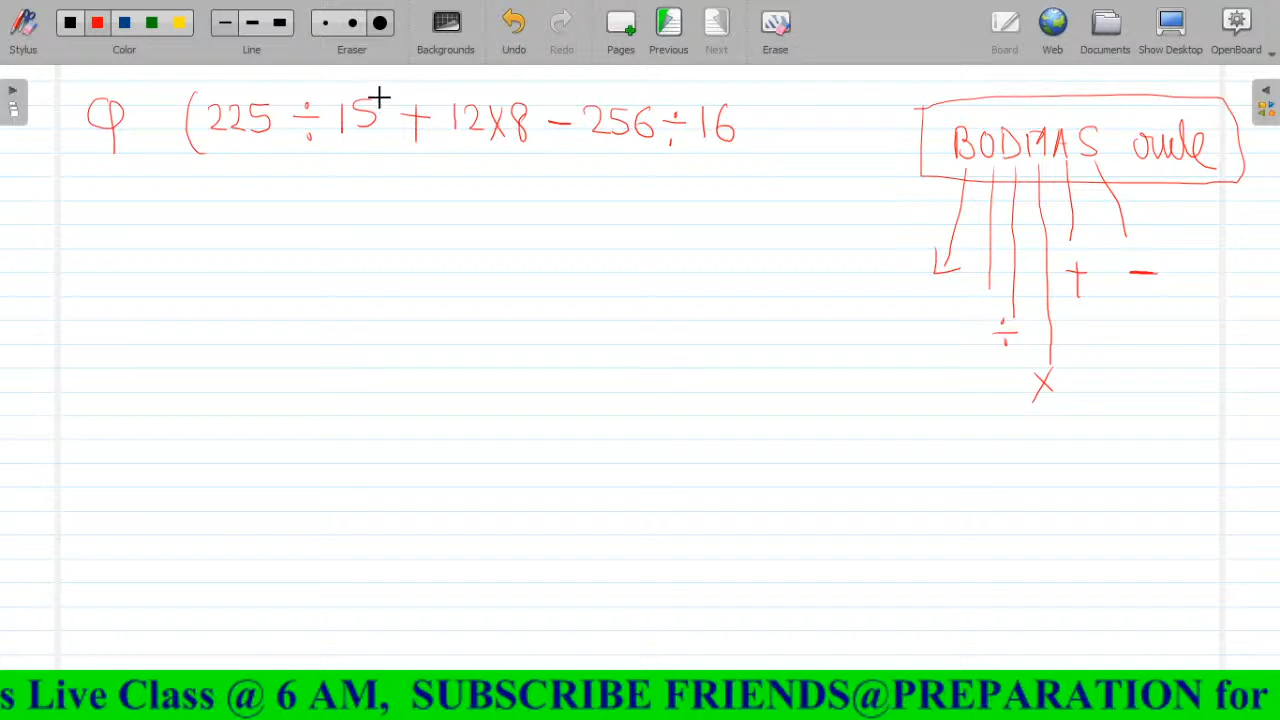 Stylus Color Line Eraser Backgrounds Undo Redo Pages Previous Next Erase Board Web Documents Show Desktop OpenBoard
Q (225 ÷ 15 + 12×8 - 256 ÷ 16
BODMAS rule
+ -
÷
×
s Live Class @ 6 AM, SUBSCRIBE FRIENDS@PREPARATION for